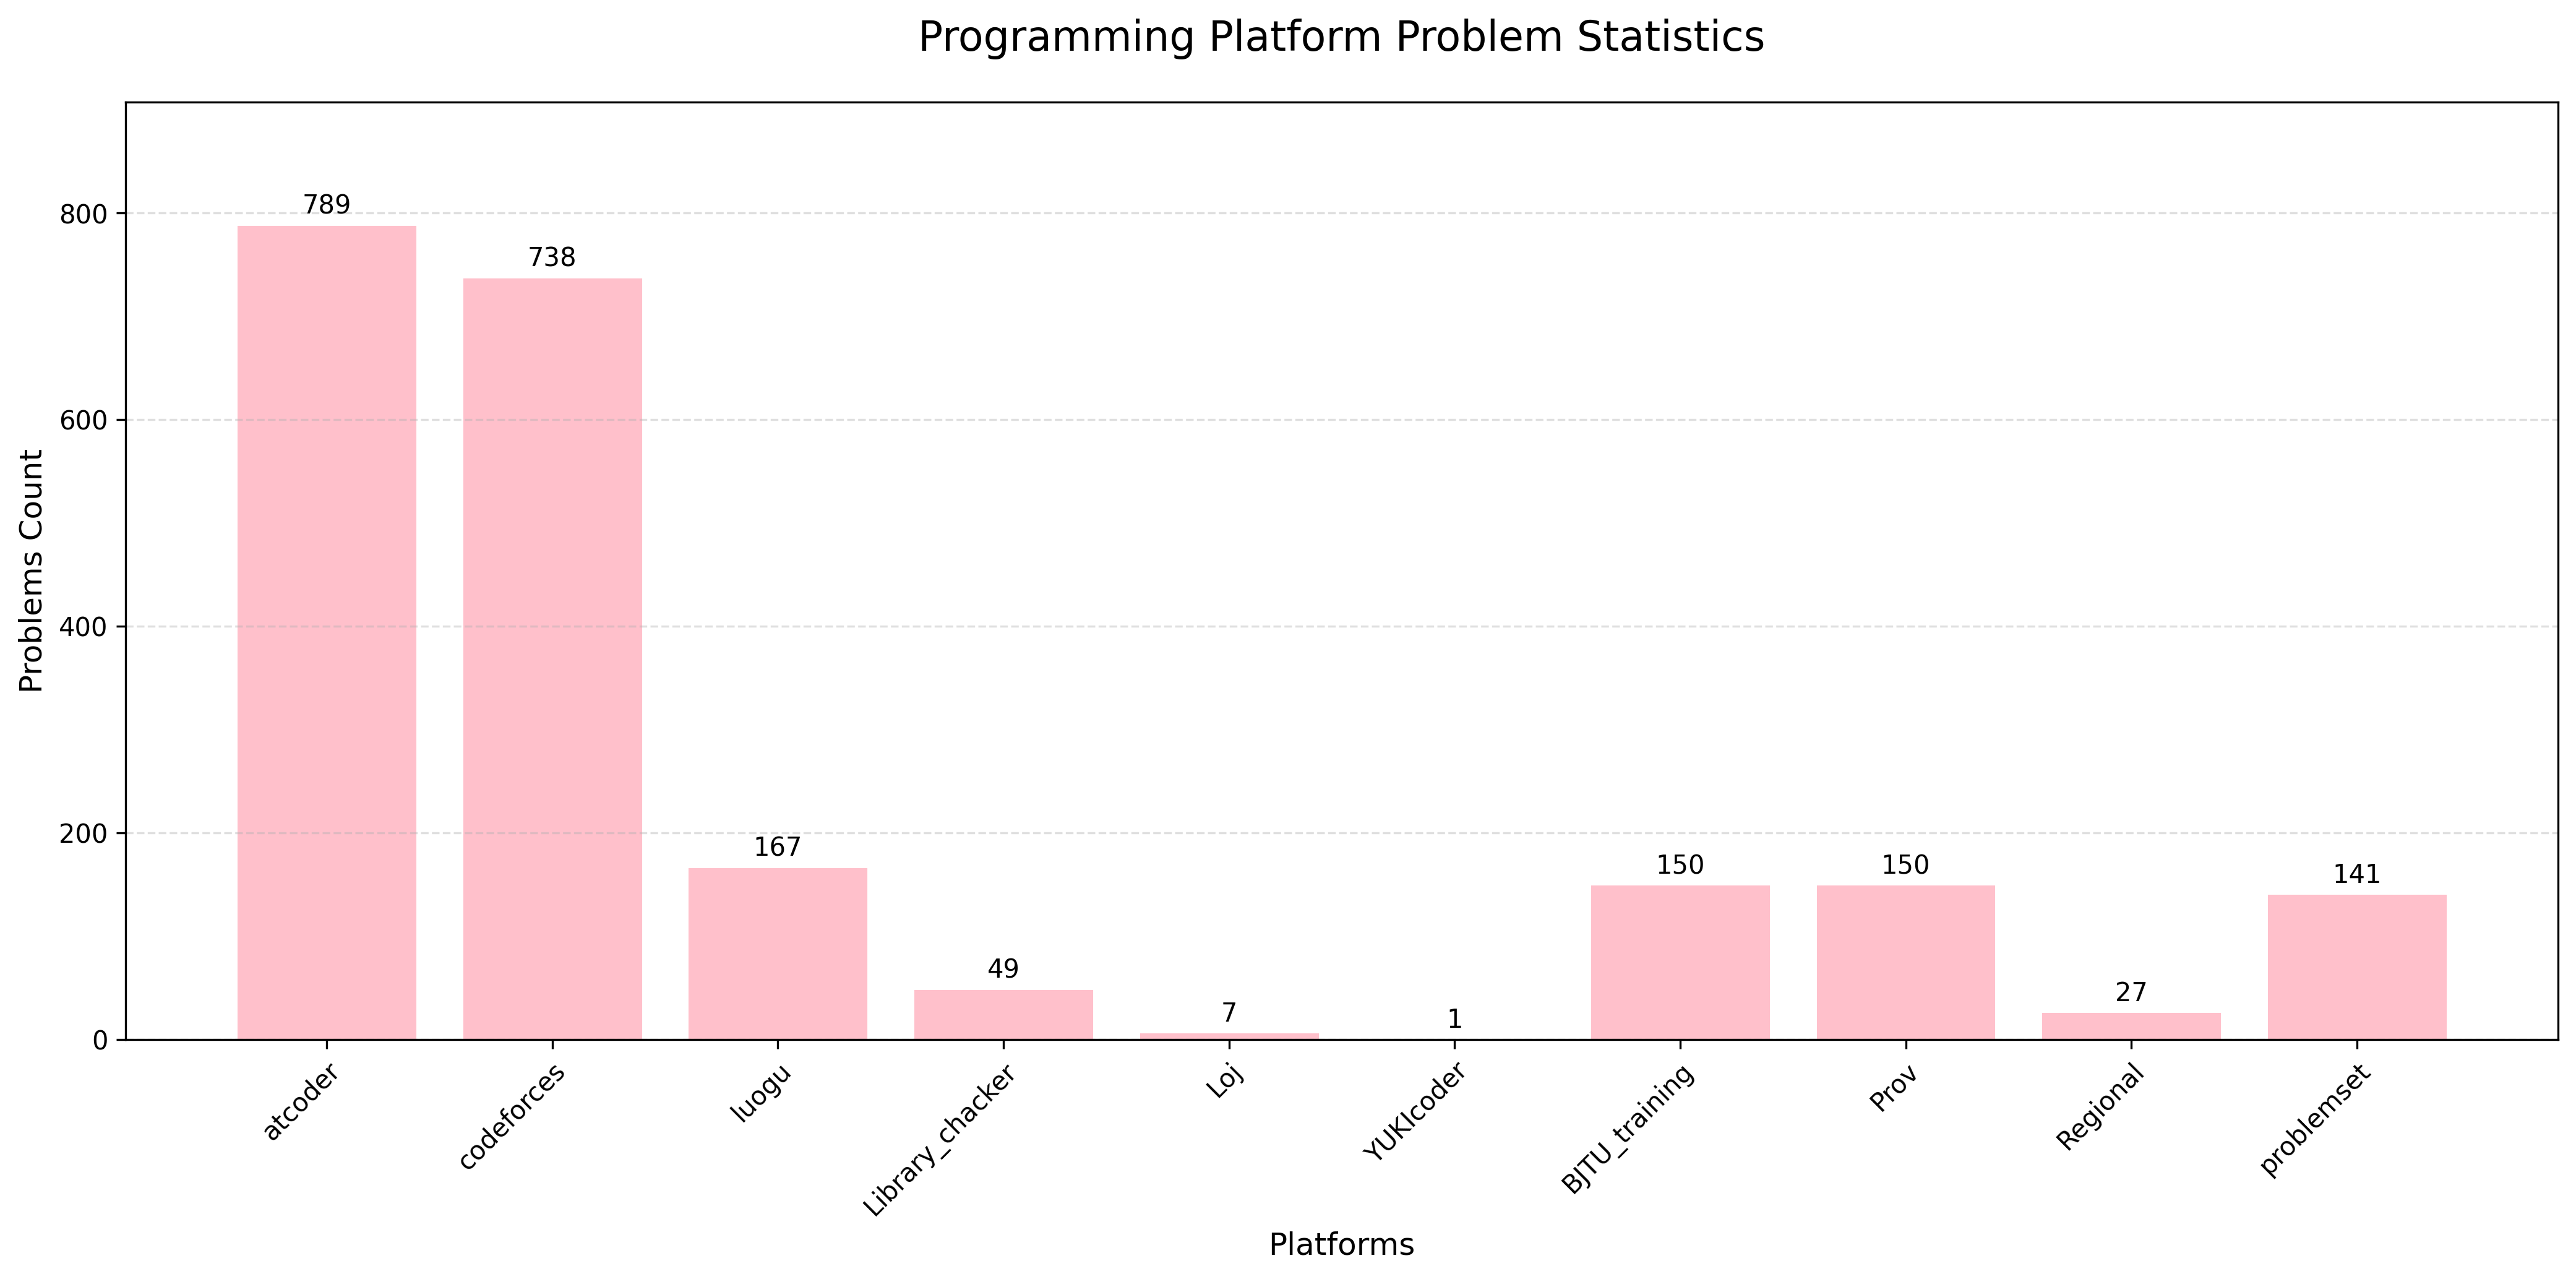 Programming Platform Problem Statistics
Problems Count
800
600
400
200
0
789
738
167
49
7
1
150
150
27
141
atcoder
codeforces
luogu
Library_chacker
Loj
YUKIcoder
BJTU_training
Prov
Regional
problemset
Platforms